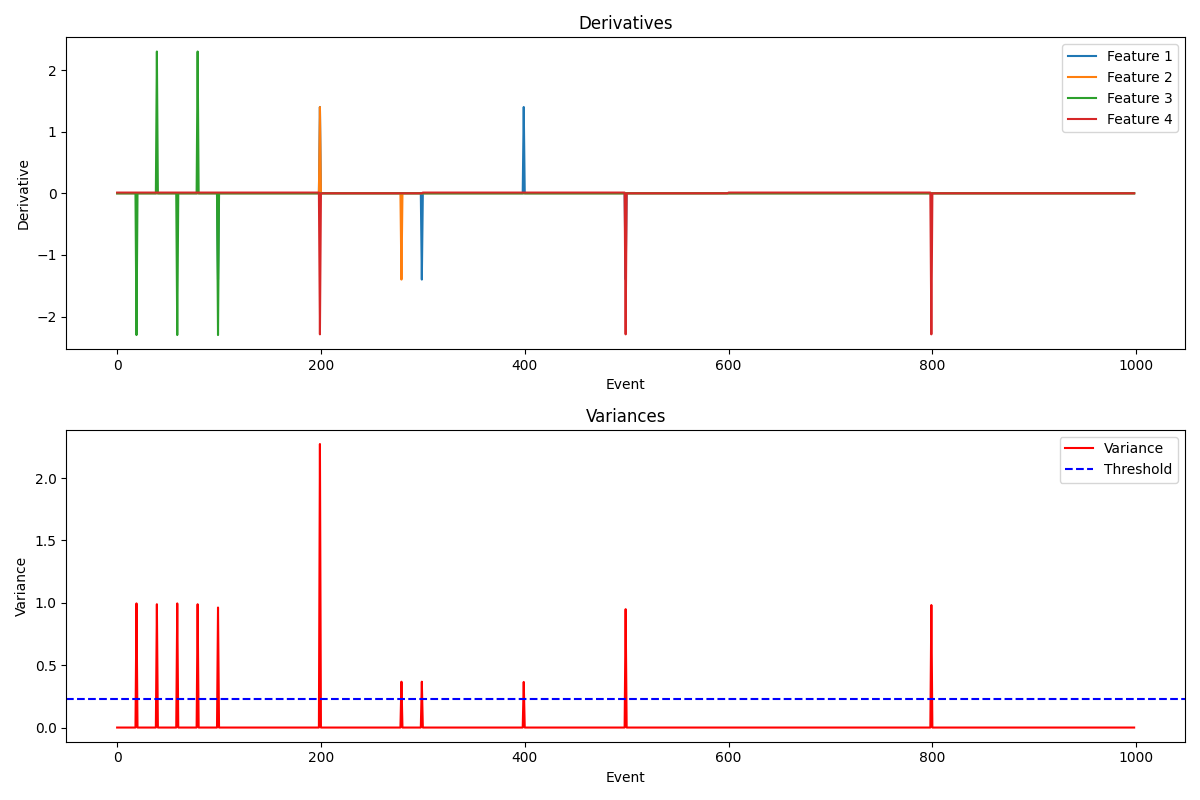 Derivatives
Derivative
2
1
0
−1
−2
Feature 1
Feature 2
Feature 3
Feature 4
0 200 400 600 800 1000
Event
Variances
Variance
2.0
1.5
1.0
0.5
0.0
Variance
Threshold
0 200 400 600 800 1000
Event